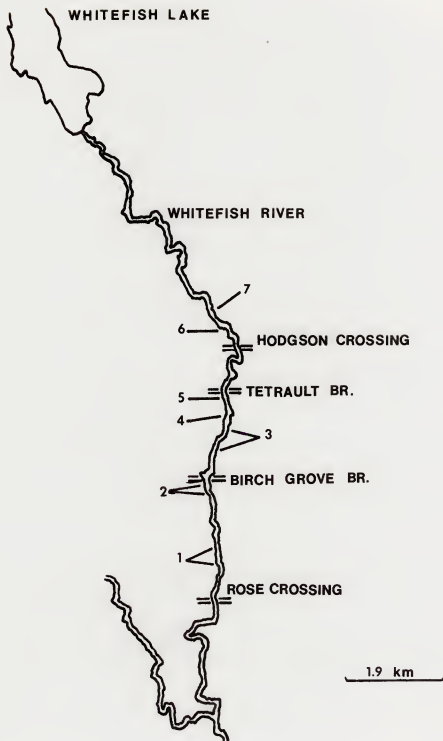 WHITEFISH LAKE
WHITEFISH RIVER
7
6
HODGSON CROSSING
TETRAULT BR.
5
4
3
BIRCH GROVE BR.
2
1
ROSE CROSSING
1.9 km